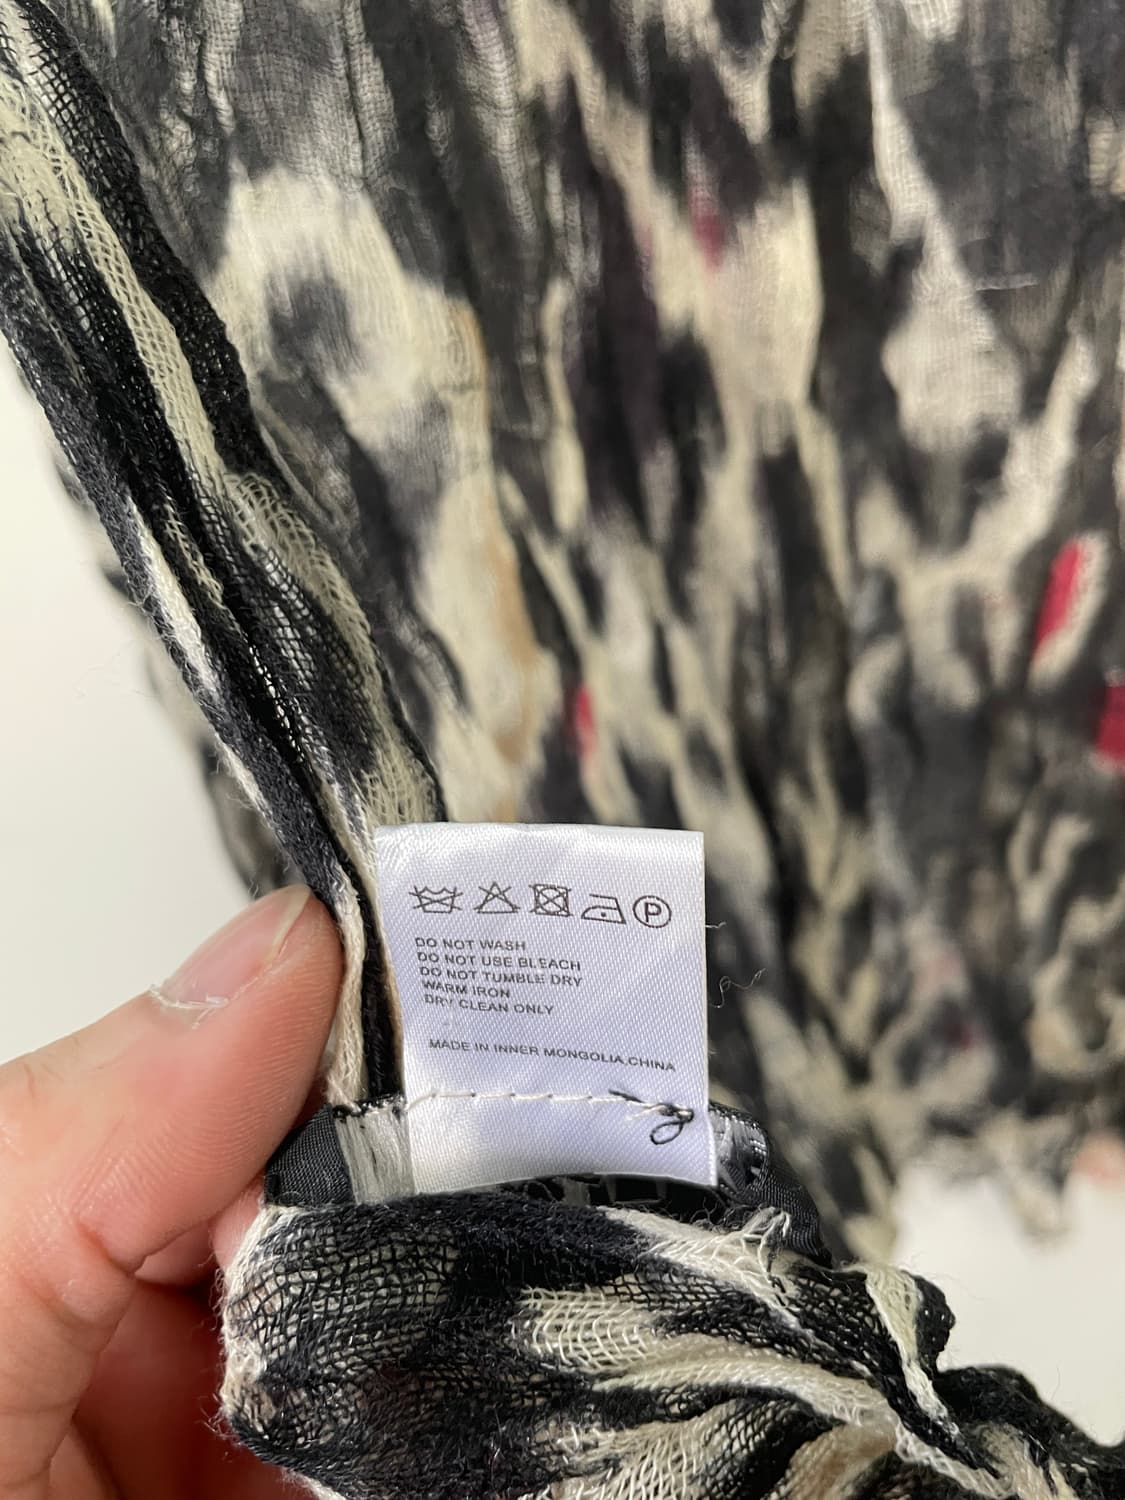 P
DO NOT WASH
DO NOT USE BLEACH
DO NOT TUMBLE DRY
WARM IRON
DRY CLEAN ONLY
MADE IN INNER MONGOLIA,CHINA